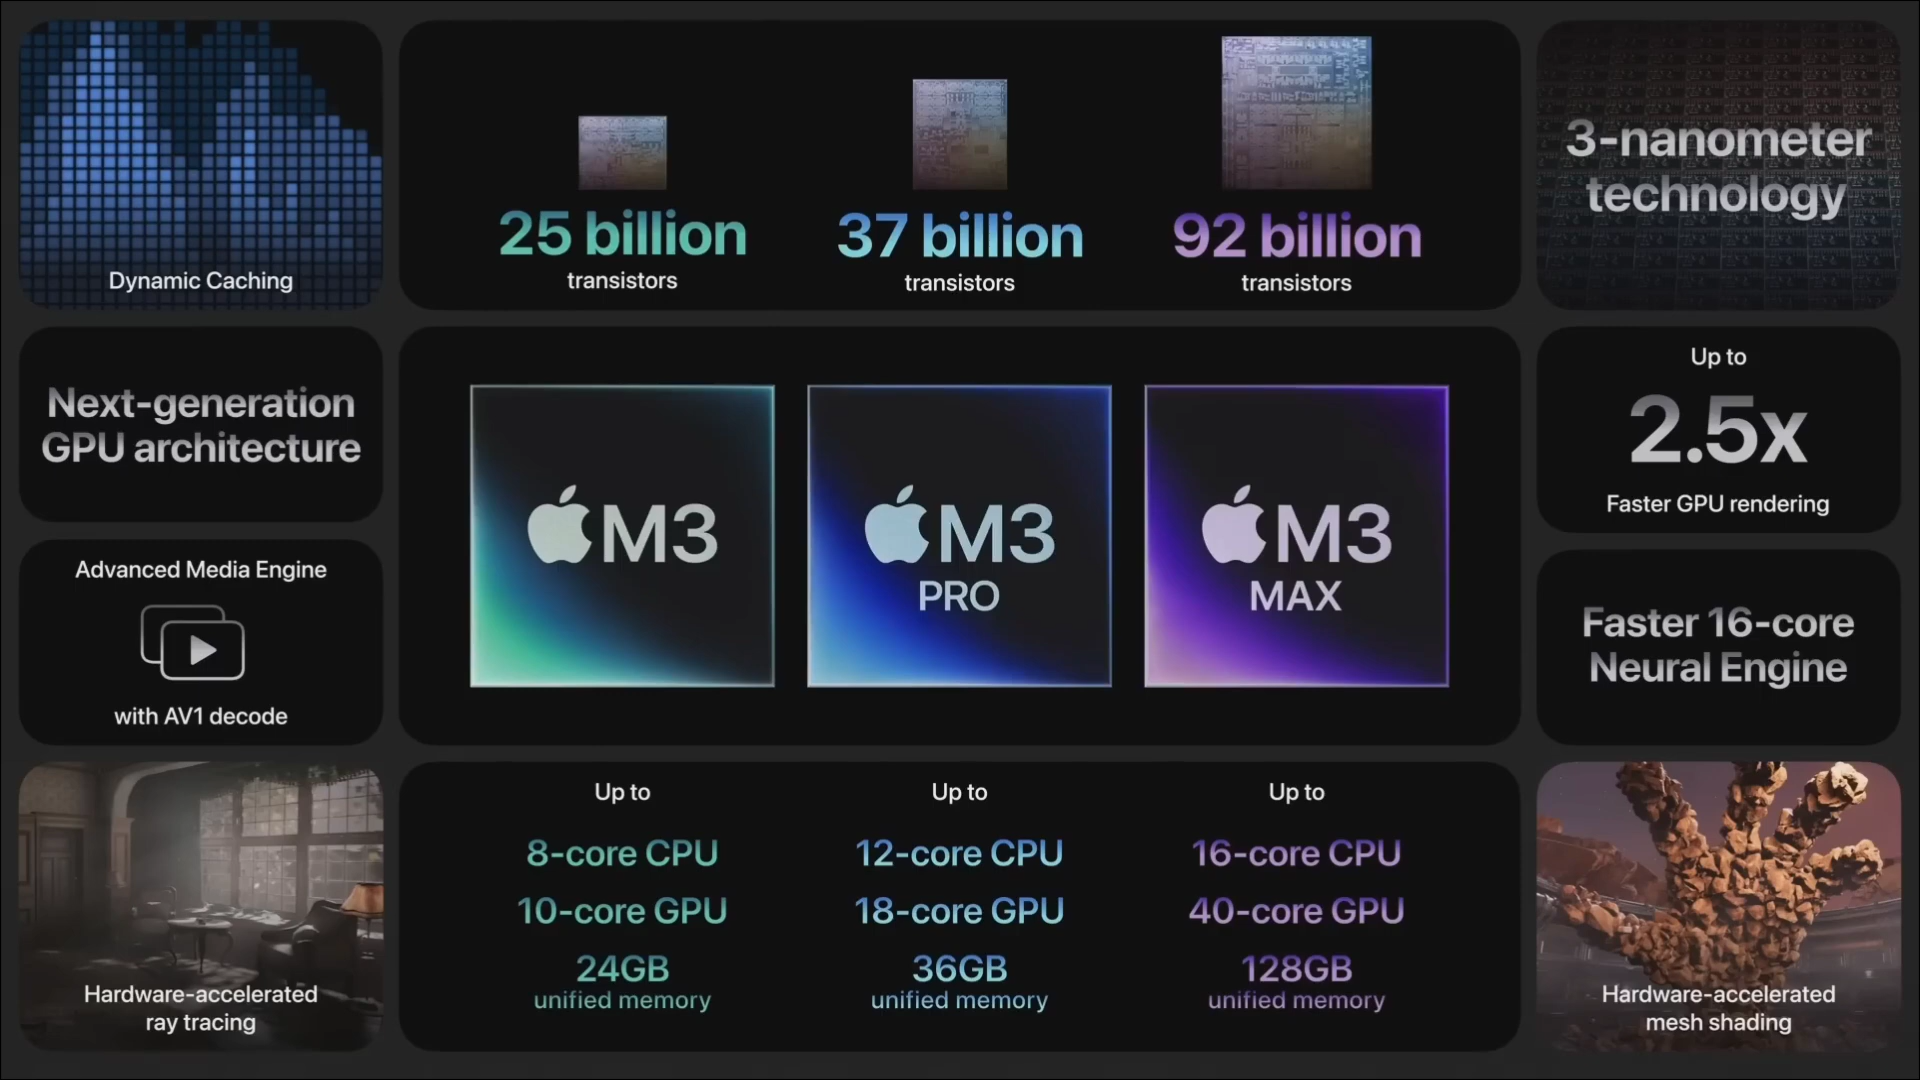 Dynamic Caching
25 billion
transistors
37 billion
transistors
92 billion
transistors
3-nanometer
technology
Next-generation
GPU architecture
M3
M3
PRO
M3
MAX
Up to
2.5x
Faster GPU rendering
Advanced Media Engine
with AV1 decode
Faster 16-core
Neural Engine
Hardware-accelerated
ray tracing
Up to
8-core CPU
10-core GPU
24GB
unified memory
Up to
12-core CPU
18-core GPU
36GB
unified memory
Up to
16-core CPU
40-core GPU
128GB
unified memory
Hardware-accelerated
mesh shading